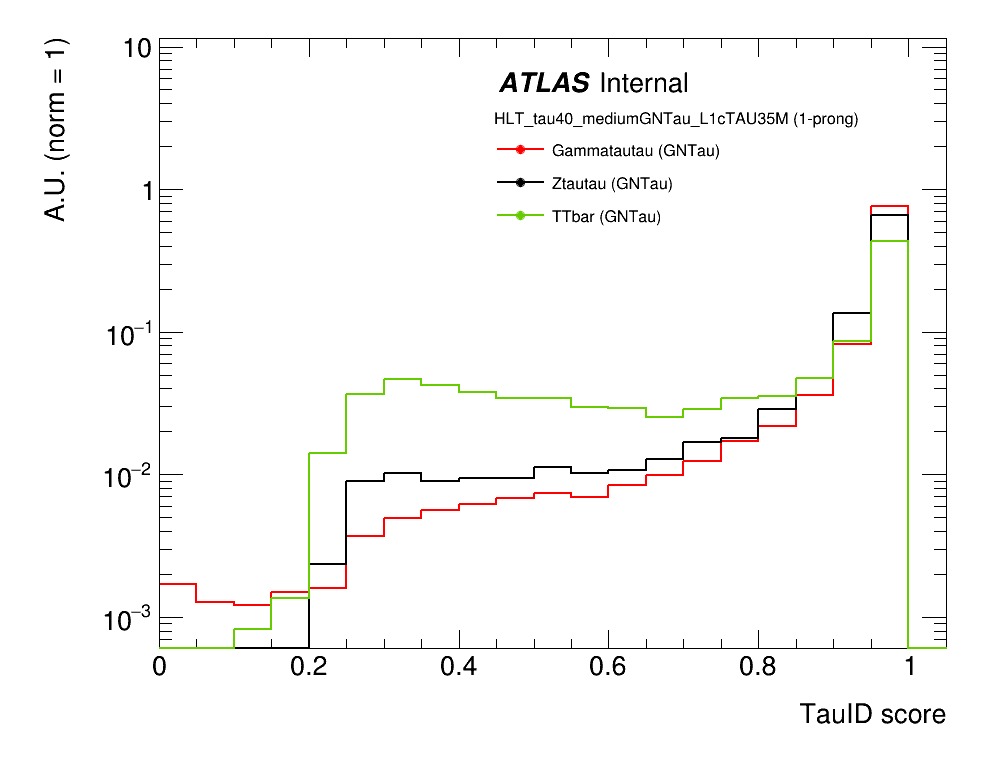 A.U. (norm = 1)
10
1
10⁻¹
10⁻²
10⁻³
ATLAS Internal
HLT_tau40_mediumGNTau_L1cTAU35M (1-prong)
Gammatautau (GNTau)
Ztautau (GNTau)
TTbar (GNTau)
0 0.2 0.4 0.6 0.8 1
TauID score